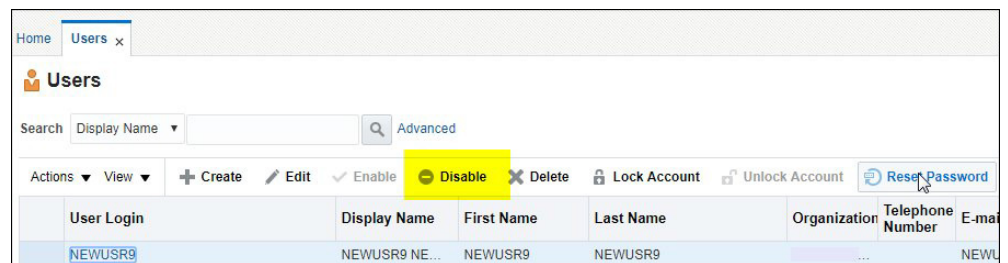 Home Users x
Users
Search Display Name Advanced
Actions View Create Edit Enable Disable Delete Lock Account Unlock Account Reset Password
User Login Display Name First Name Last Name Organization Telephone Number E-mai
NEWUSR9 NEWUSR9 NE... NEWUSR9 NEWUSR9 ... NEWU